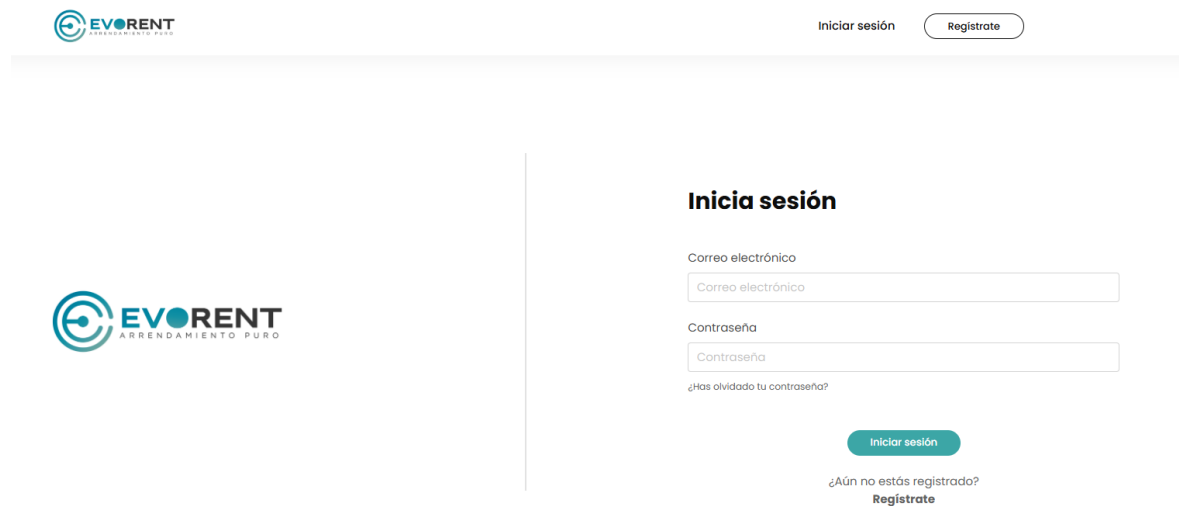 EVORENT
ARRENDAMIENTO PURO
Iniciar sesión
Regístrate
EVORENT
ARRENDAMIENTO PURO
Inicia sesión
Correo electrónico
Correo electrónico
Contraseña
Contraseña
¿Has olvidado tu contraseña?
Iniciar sesión
¿Aún no estás registrado?
Regístrate